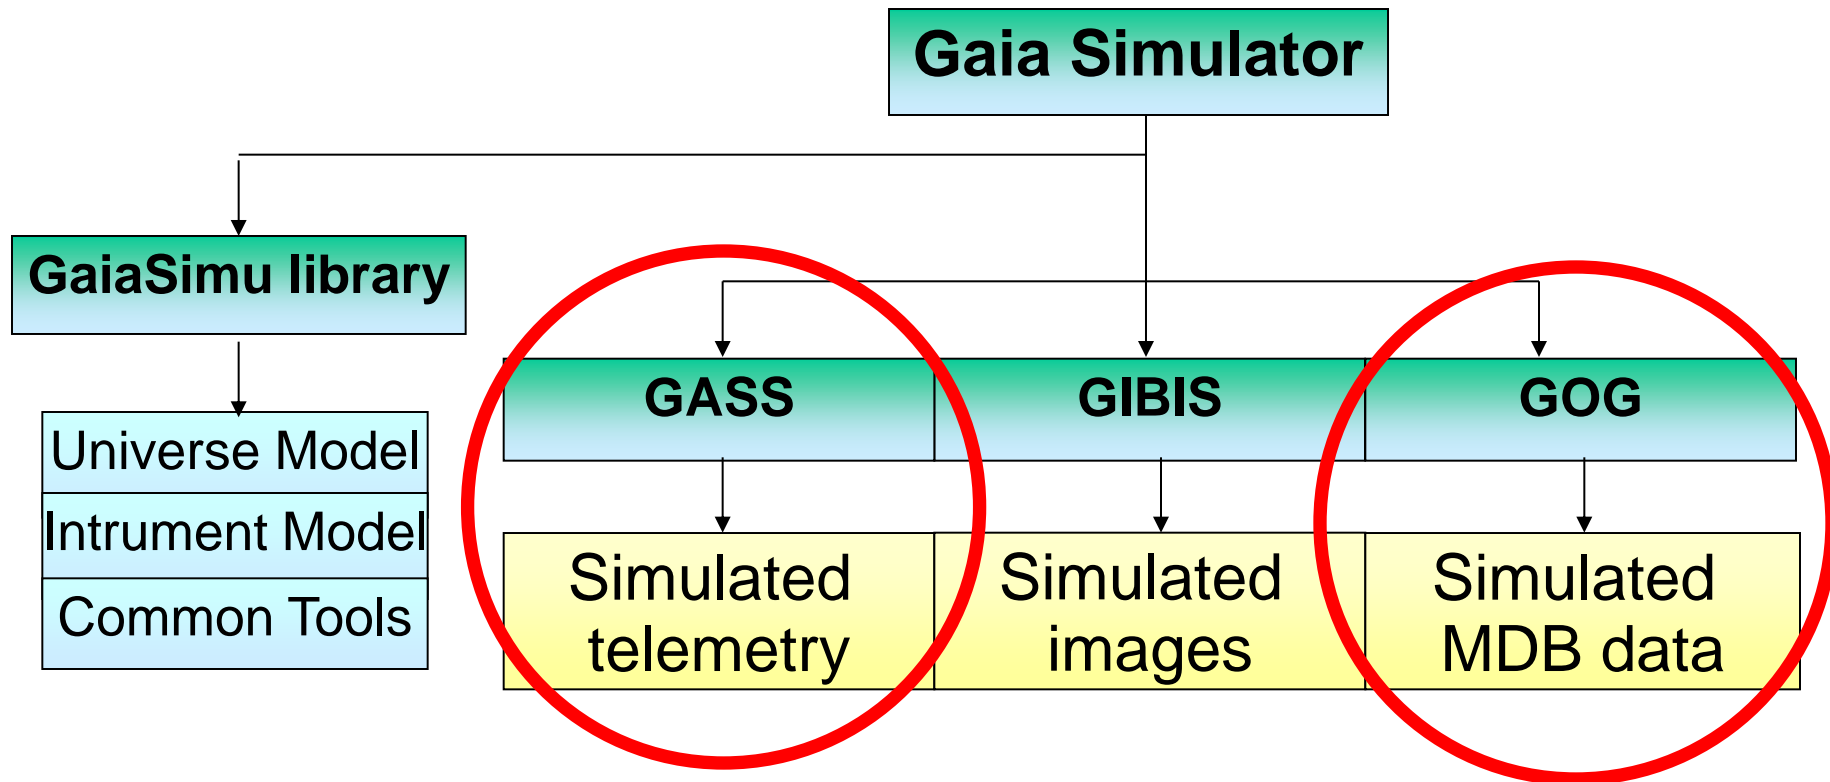 Gaia Simulator
GaiaSimu library
Universe Model
Intrument Model
Common Tools
GASS
GIBIS
GOG
Simulated
telemetry
Simulated
images
Simulated
MDB data